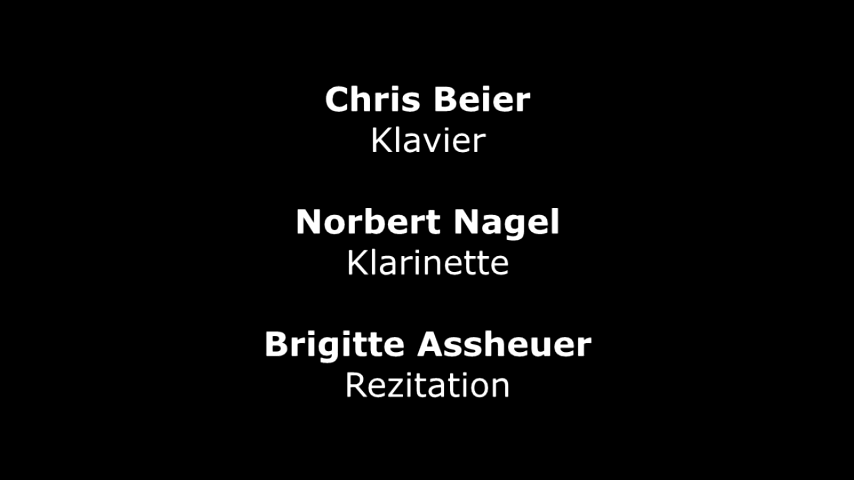 Chris Beier
Klavier
Norbert Nagel
Klarinette
Brigitte Assheuer
Rezitation